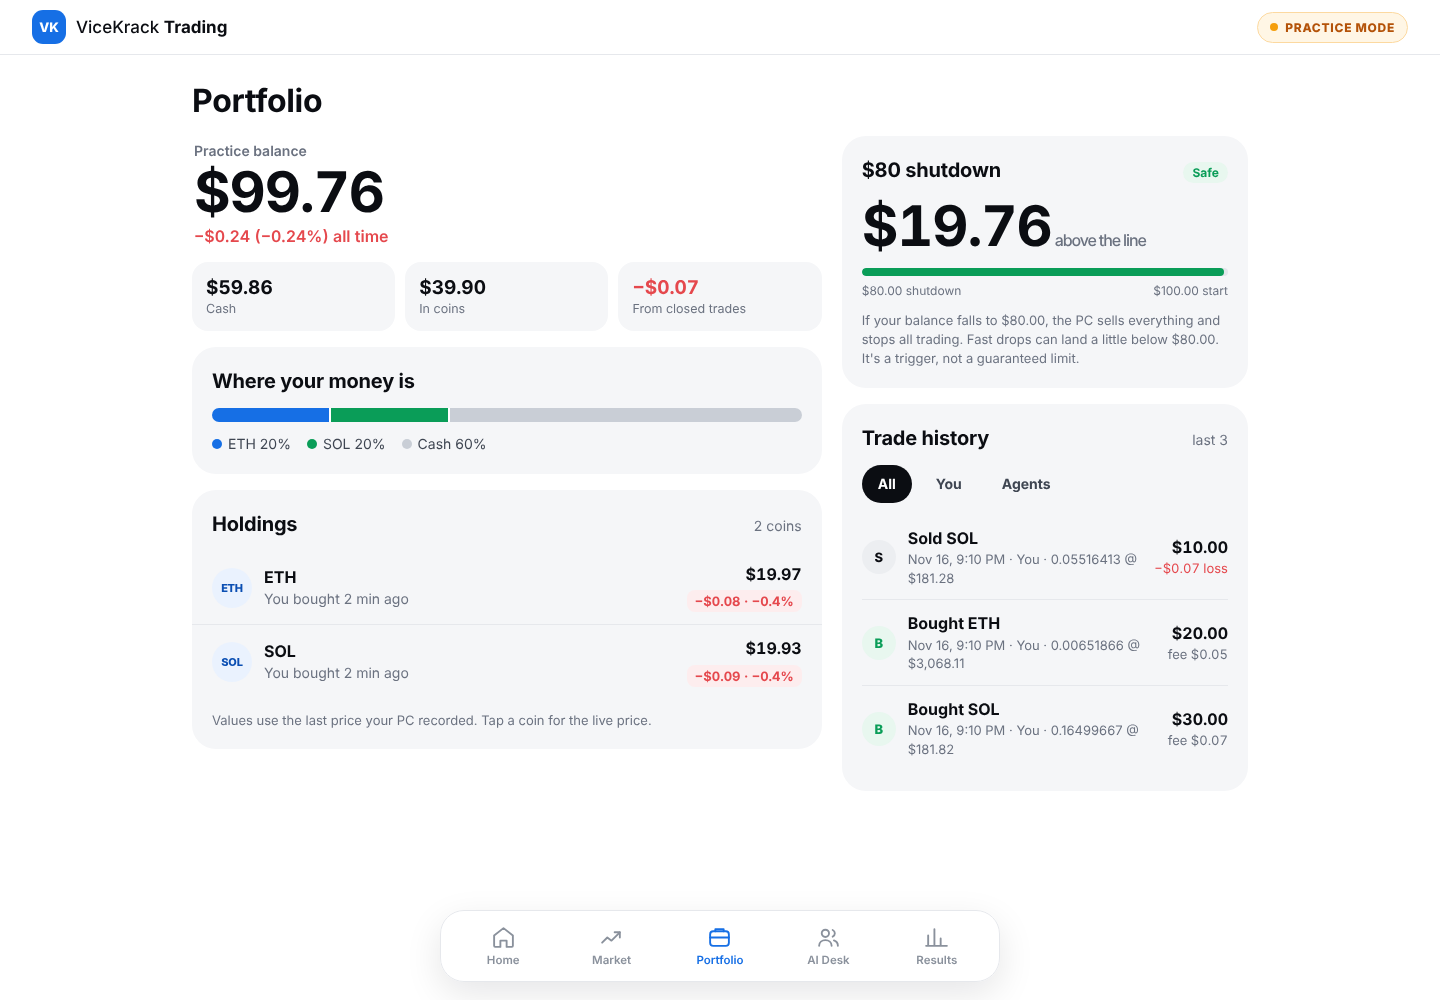 VK ViceKrack Trading
PRACTICE MODE
Portfolio
Practice balance
$99.76
−$0.24 (−0.24%) all time
$59.86
Cash
$39.90
In coins
−$0.07
From closed trades
Where your money is
ETH 20% SOL 20% Cash 60%
Holdings
2 coins
ETH
ETH
You bought 2 min ago
$19.97
−$0.08 · −0.4%
SOL
SOL
You bought 2 min ago
$19.93
−$0.09 · −0.4%
Values use the last price your PC recorded. Tap a coin for the live price.
$80 shutdown
Safe
$19.76 above the line
$80.00 shutdown
$100.00 start
If your balance falls to $80.00, the PC sells everything and
stops all trading. Fast drops can land a little below $80.00.
It's a trigger, not a guaranteed limit.
Trade history
last 3
All You Agents
S
Sold SOL
Nov 16, 9:10 PM · You · 0.05516413 @
$181.28
$10.00
−$0.07 loss
B
Bought ETH
Nov 16, 9:10 PM · You · 0.00651866 @
$3,068.11
$20.00
fee $0.05
B
Bought SOL
Nov 16, 9:10 PM · You · 0.16499667 @
$181.82
$30.00
fee $0.07
Home Market Portfolio AI Desk Results